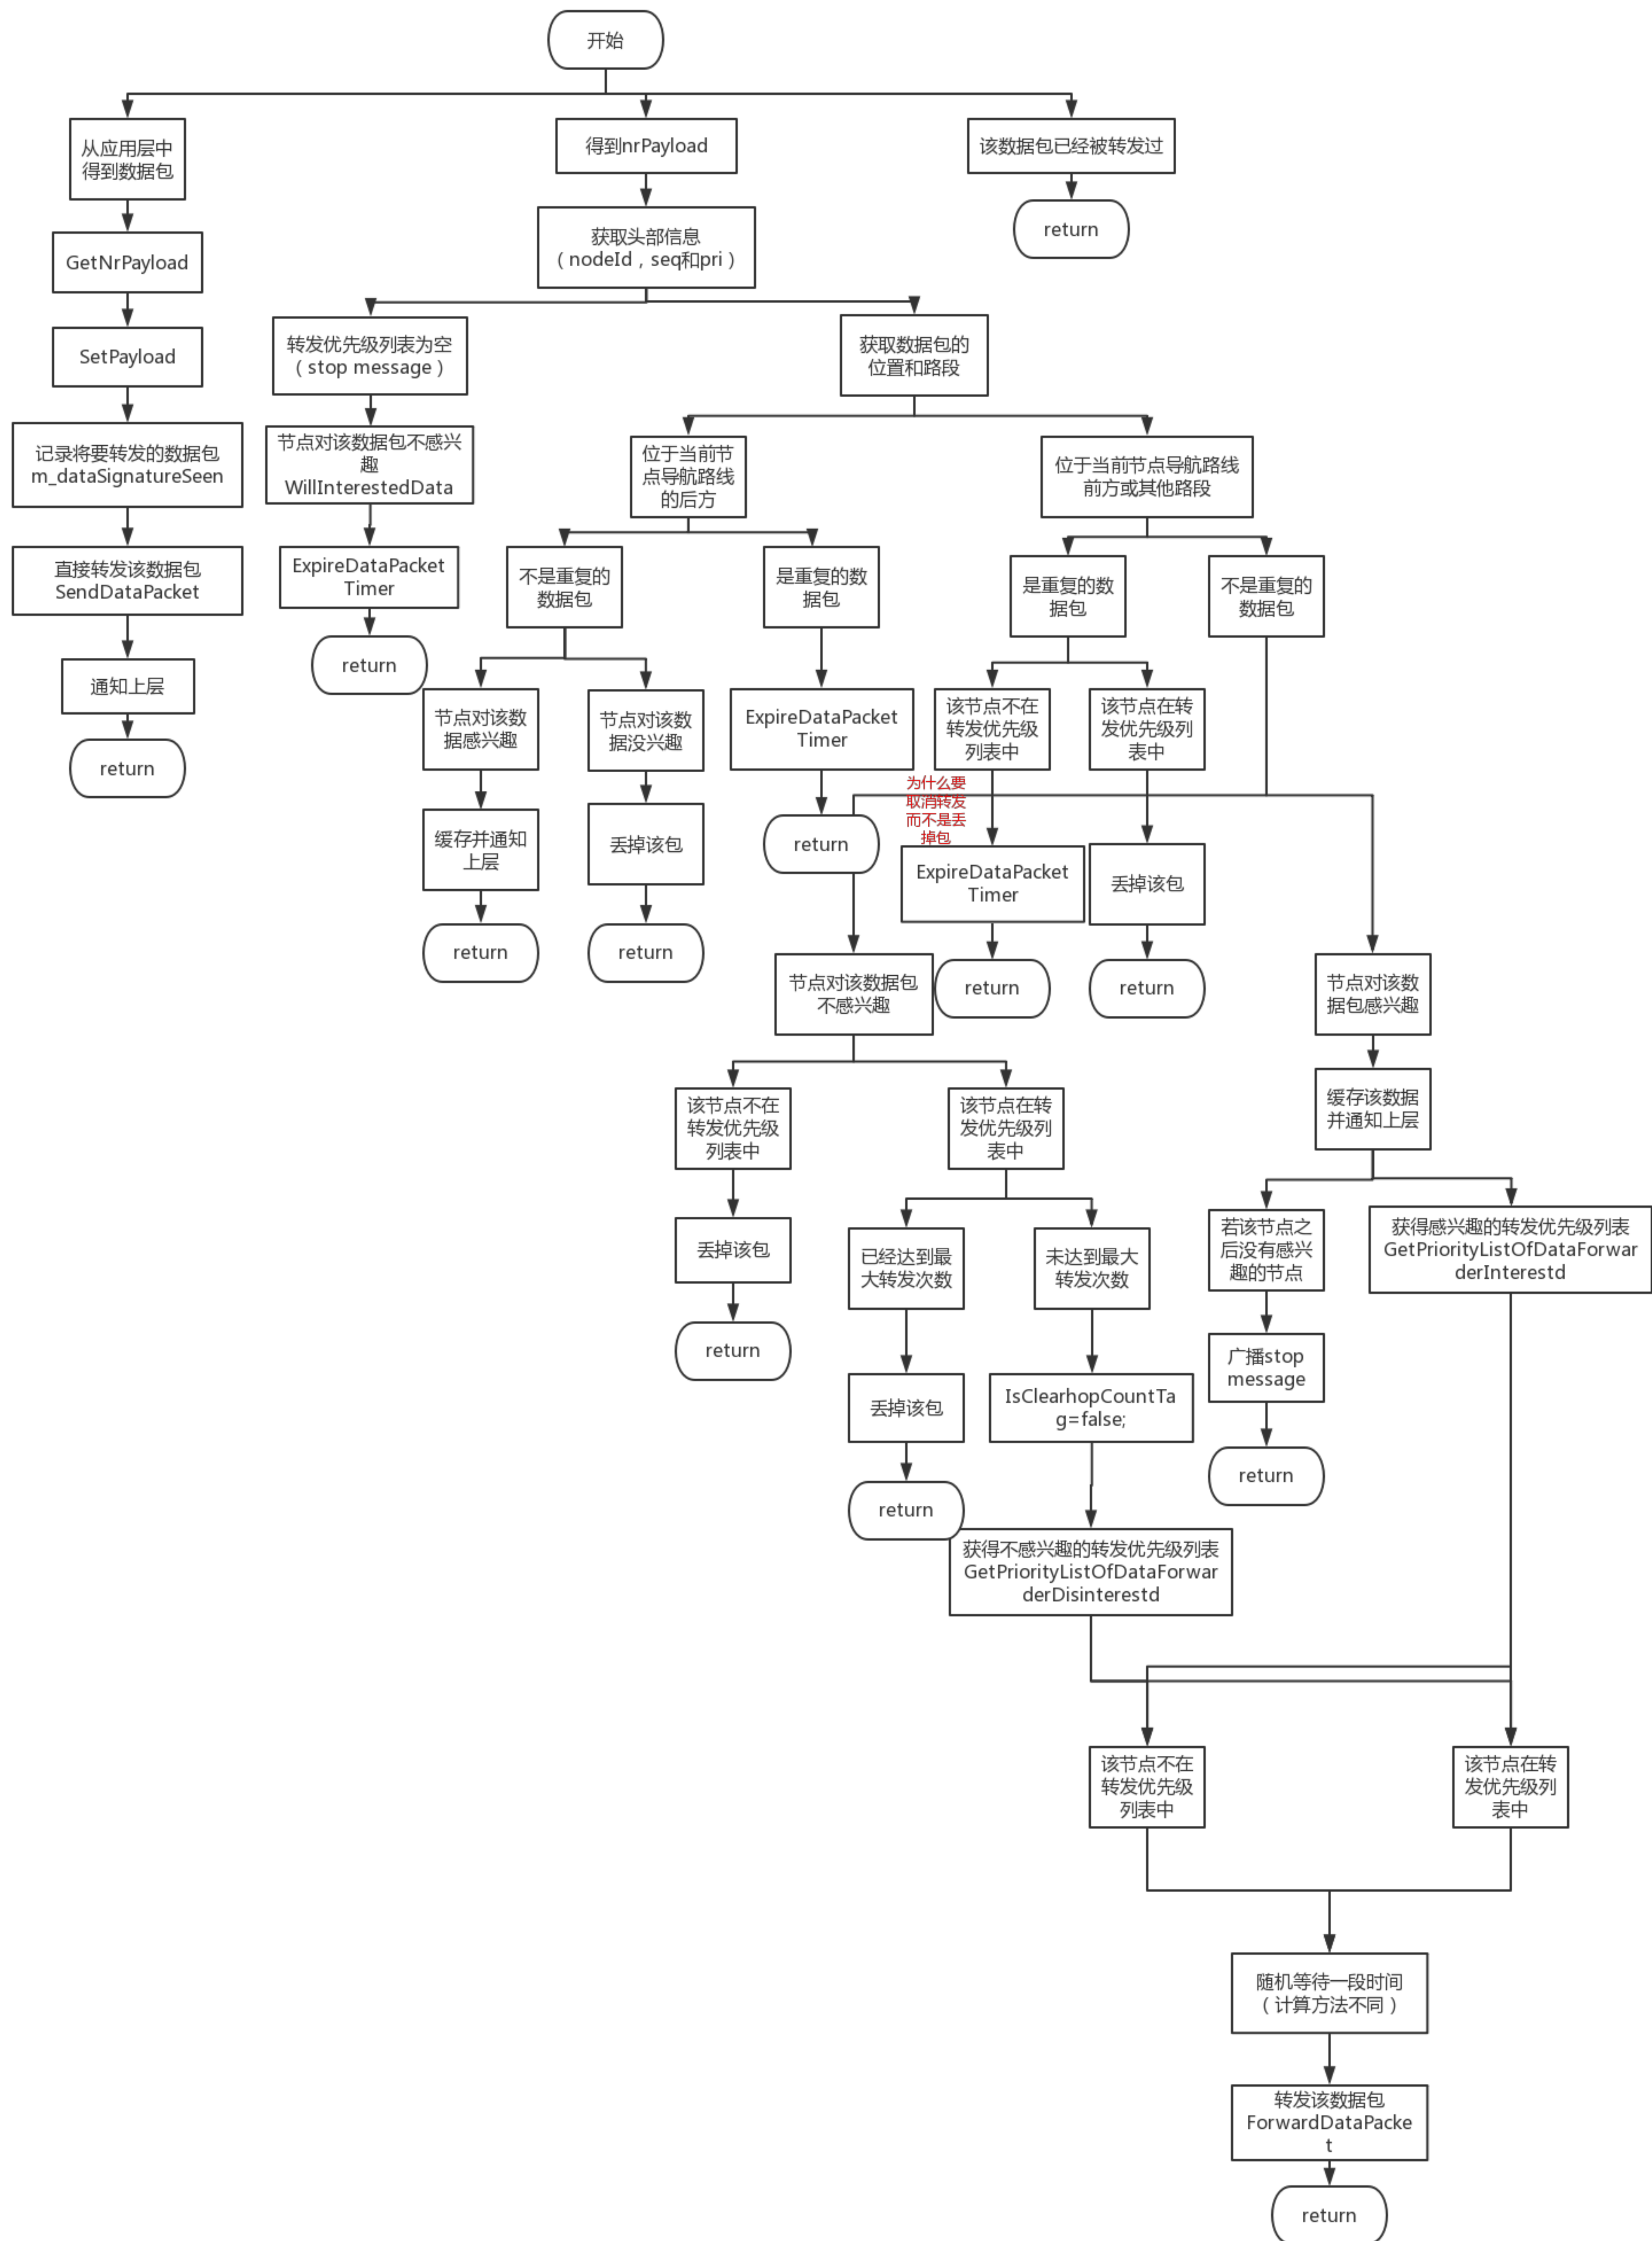 开始
从应用层中
得到数据包
GetNrPayload
SetPayload
记录将要转发的数据包
m_dataSignatureSeen
直接转发该数据包
SendDataPacket
通知上层
return
得到nrPayload
获取头部信息
（nodeId，seq和pri）
该数据包已经被转发过
return
转发优先级列表为空
（stop message）
节点对该数据包不感兴
趣
WillInterestedData
ExpireDataPacket
Timer
return
获取数据包的
位置和路段
位于当前节
点导航路线
的后方
不是重复的
数据包
节点对该数
据感兴趣
缓存并通知
上层
return
节点对该数
据没兴趣
丢掉该包
return
是重复的数
据包
ExpireDataPacket
Timer
return
位于当前节点导航路线
前方或其他路段
是重复的数
据包
该节点不在
转发优先级
列表中
为什么要
取消转发
而不是丢
掉包
ExpireDataPacket
Timer
return
该节点在转
发优先级列
表中
丢掉该包
return
不是重复的
数据包
节点对该数据包
不感兴趣
该节点不在
转发优先级
列表中
丢掉该包
return
该节点在转
发优先级列
表中
已经达到最
大转发次数
丢掉该包
return
未达到最大
转发次数
IsClearhopCountTa
g=false;
获得不感兴趣的转发优先级列表
GetPriorityListOfDataForwar
derDisinterestd
节点对该数
据包感兴趣
缓存该数据
并通知上层
若该节点之
后没有感兴
趣的节点
广播stop
message
return
获得感兴趣的转发优先级列表
GetPriorityListOfDataForwar
derInterestd
该节点不在
转发优先级
列表中
该节点在转
发优先级列
表中
随机等待一段时间
（计算方法不同）
转发该数据包
ForwardDataPacke
t
return